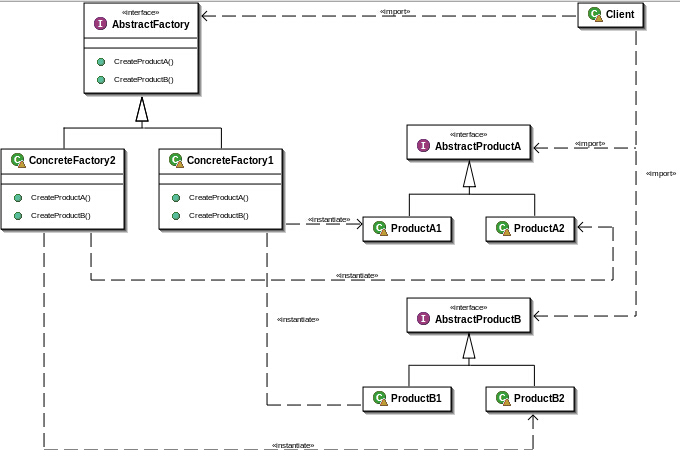 «interface»
AbstractFactory
CreateProductA()
CreateProductB()
«import»
Client
ConcreteFactory2
CreateProductA()
CreateProductB()
ConcreteFactory1
CreateProductA()
CreateProductB()
«interface»
AbstractProductA
«import»
«import»
«instantiate»
ProductA1
ProductA2
«instantiate»
«interface»
AbstractProductB
«instantiate»
ProductB1
ProductB2
«instantiate»